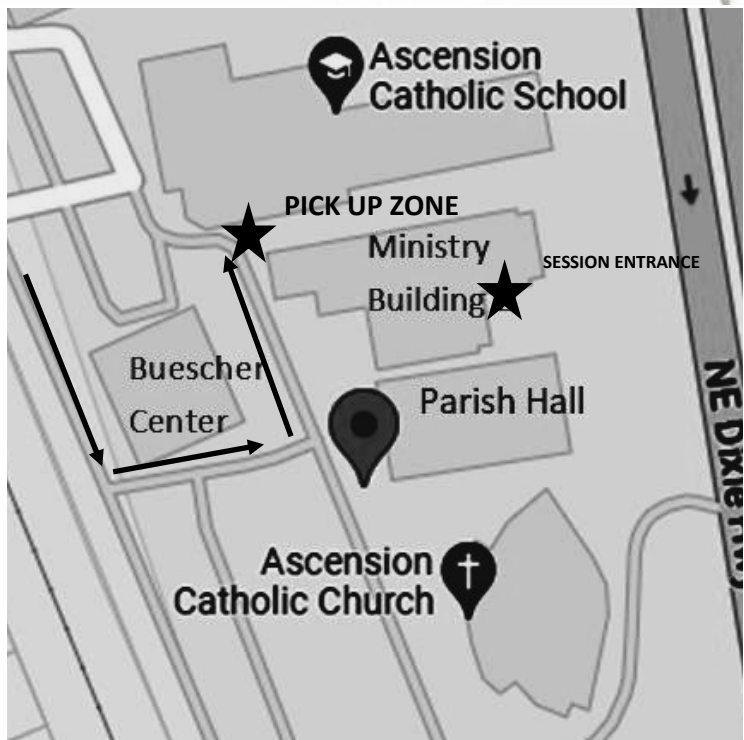 Ascension
Catholic School
PICK UP ZONE
Ministry
Building
SESSION ENTRANCE
Buescher
Center
Parish Hall
NE Dixie Hwy
Ascension
Catholic Church